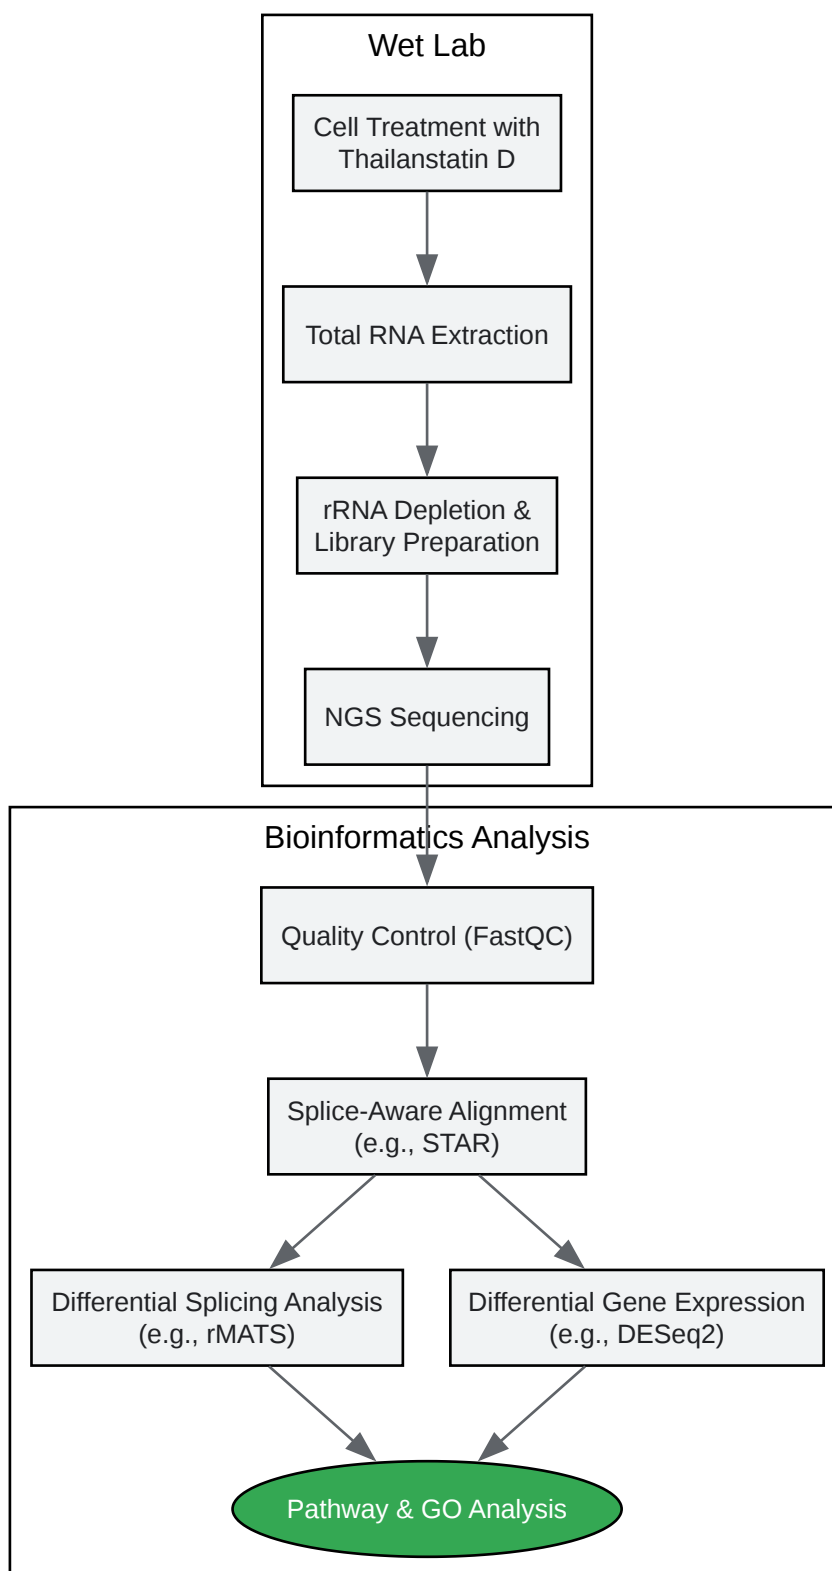 Wet Lab
Cell Treatment with
Thailanstatin D
Total RNA Extraction
rRNA Depletion &
Library Preparation
NGS Sequencing
Bioinformatics Analysis
Quality Control (FastQC)
Splice-Aware Alignment
(e.g., STAR)
Differential Splicing Analysis
(e.g., rMATS)
Differential Gene Expression
(e.g., DESeq2)
Pathway & GO Analysis